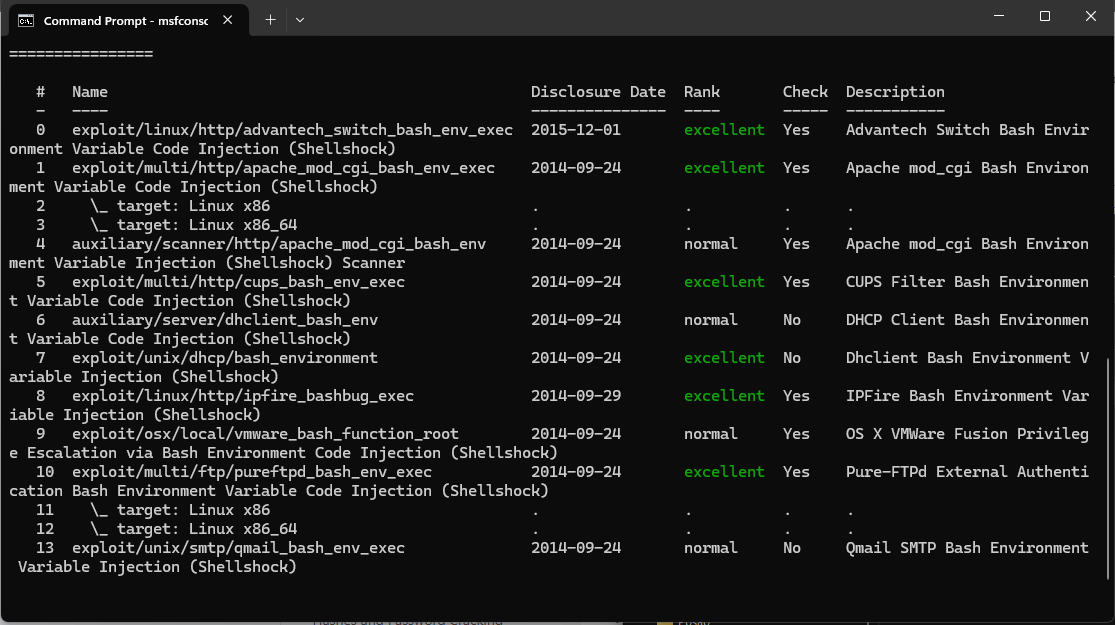 Command Prompt - msfconsc
================
# Name Disclosure Date Rank Check Description
- ---- --------------- ---- ----- -----------
0 exploit/linux/http/advantech_switch_bash_env_exec 2015-12-01 excellent Yes Advantech Switch Bash Envir
onment Variable Code Injection (Shellshock)
1 exploit/multi/http/apache_mod_cgi_bash_env_exec 2014-09-24 excellent Yes Apache mod_cgi Bash Environ
ment Variable Code Injection (Shellshock)
2 \_ target: Linux x86 . . . .
3 \_ target: Linux x86_64 . . . .
4 auxiliary/scanner/http/apache_mod_cgi_bash_env 2014-09-24 normal Yes Apache mod_cgi Bash Environ
ment Variable Injection (Shellshock) Scanner
5 exploit/multi/http/cups_bash_env_exec 2014-09-24 excellent Yes CUPS Filter Bash Environmen
t Variable Code Injection (Shellshock)
6 auxiliary/server/dhclient_bash_env 2014-09-24 normal No DHCP Client Bash Environmen
t Variable Code Injection (Shellshock)
7 exploit/unix/dhcp/bash_environment 2014-09-24 excellent No Dhclient Bash Environment V
ariable Injection (Shellshock)
8 exploit/linux/http/ipfire_bashbug_exec 2014-09-29 excellent Yes IPFire Bash Environment Var
iable Injection (Shellshock)
9 exploit/osx/local/vmware_bash_function_root 2014-09-24 normal Yes OS X VMWare Fusion Privileg
e Escalation via Bash Environment Code Injection (Shellshock)
10 exploit/multi/ftp/pureftpd_bash_env_exec 2014-09-24 excellent Yes Pure-FTPd External Authenti
cation Bash Environment Variable Code Injection (Shellshock)
11 \_ target: Linux x86 . . . .
12 \_ target: Linux x86_64 . . . .
13 exploit/unix/smtp/qmail_bash_env_exec 2014-09-24 normal No Qmail SMTP Bash Environment
Variable Injection (Shellshock)